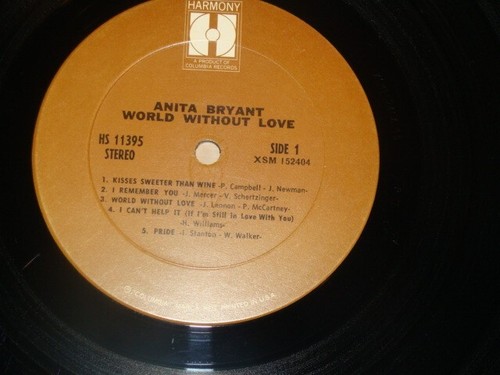 HARMONY
A PRODUCT OF
COLUMBIA RECORDS
ANITA BRYANT
WORLD WITHOUT LOVE
HS 11395
STEREO
SIDE 1
XSM 152404
1. KISSES SWEETER THAN WINE -P. Campbell - J. Newman-
2. I REMEMBER YOU -J. Mercer - V. Schertzinger-
3. WORLD WITHOUT LOVE -J. Lennon - P. McCartney-
4. I CAN'T HELP IT (If I'm Still In Love With You)
-H. Williams-
5. PRIDE -I. Stanton - W. Walker-
PRINTED IN U.S.A.